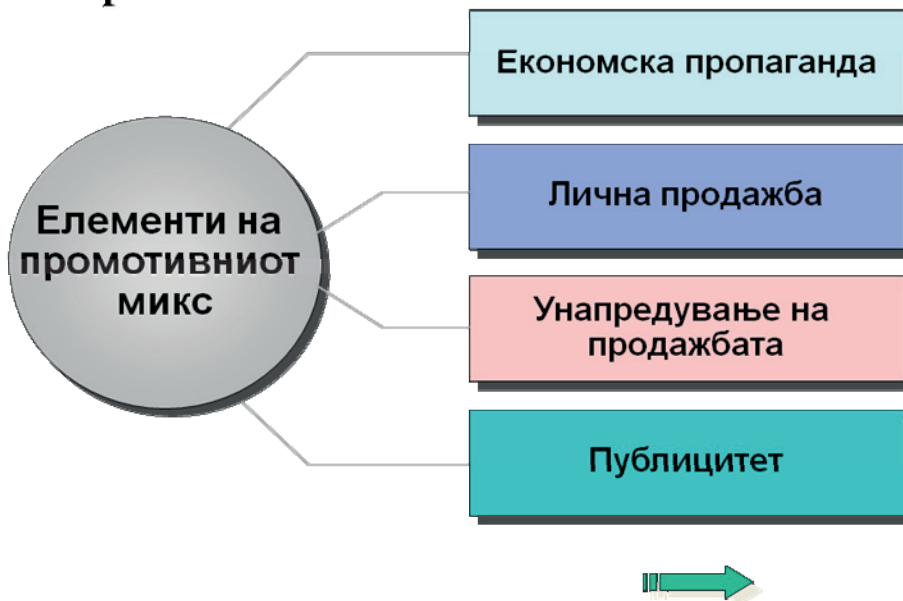 Елементи на
промотивниот
микс
Економска пропаганда
Лична продажба
Унапредување на
продажбата
Публицитет